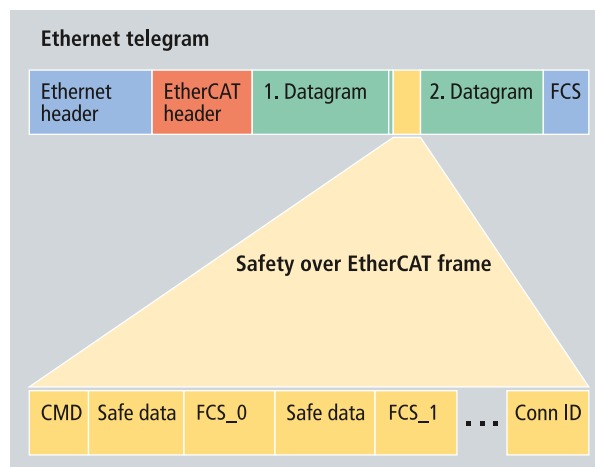 Ethernet telegram
Ethernet header
EtherCAT header
1. Datagram
2. Datagram
FCS
Safety over EtherCAT frame
CMD
Safe data
FCS_0
Safe data
FCS_1
...
Conn ID